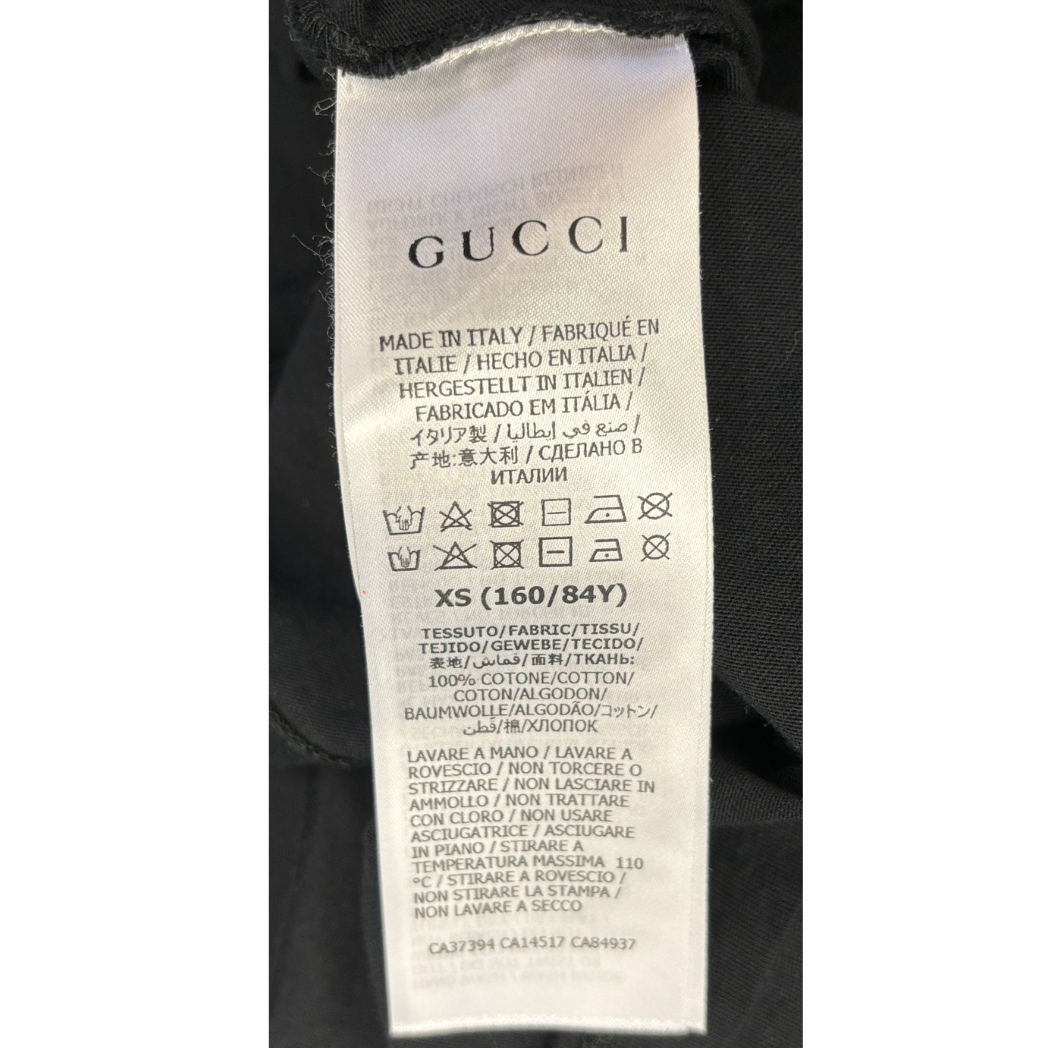 GUCCI
MADE IN ITALY / FABRIQUÉ EN
ITALIE / HECHO EN ITALIA /
HERGESTELLT IN ITALIEN /
FABRICADO EM ITÁLIA /
イタリア製 / صنع في إيطاليا /
产地:意大利 / СДЕЛАНО В
ИТАЛИИ
XS (160/84Y)
TESSUTO/FABRIC/TISSU/
TEJIDO/GEWEBE/TECIDO/
表地/قماش/面料/ТКАНЬ:
100% COTONE/COTTON/
COTON/ALGODON/
BAUMWOLLE/ALGODÃO/コットン/
قطن/棉/ХЛОПОК
LAVARE A MANO / LAVARE A
ROVESCIO / NON TORCERE O
STRIZZARE / NON LASCIARE IN
AMMOLLO / NON TRATTARE
CON CLORO / NON USARE
ASCIUGATRICE / ASCIUGARE
IN PIANO / STIRARE A
TEMPERATURA MASSIMA 110
°C / STIRARE A ROVESCIO /
NON STIRARE LA STAMPA /
NON LAVARE A SECCO
CA37394 CA14517 CA84937